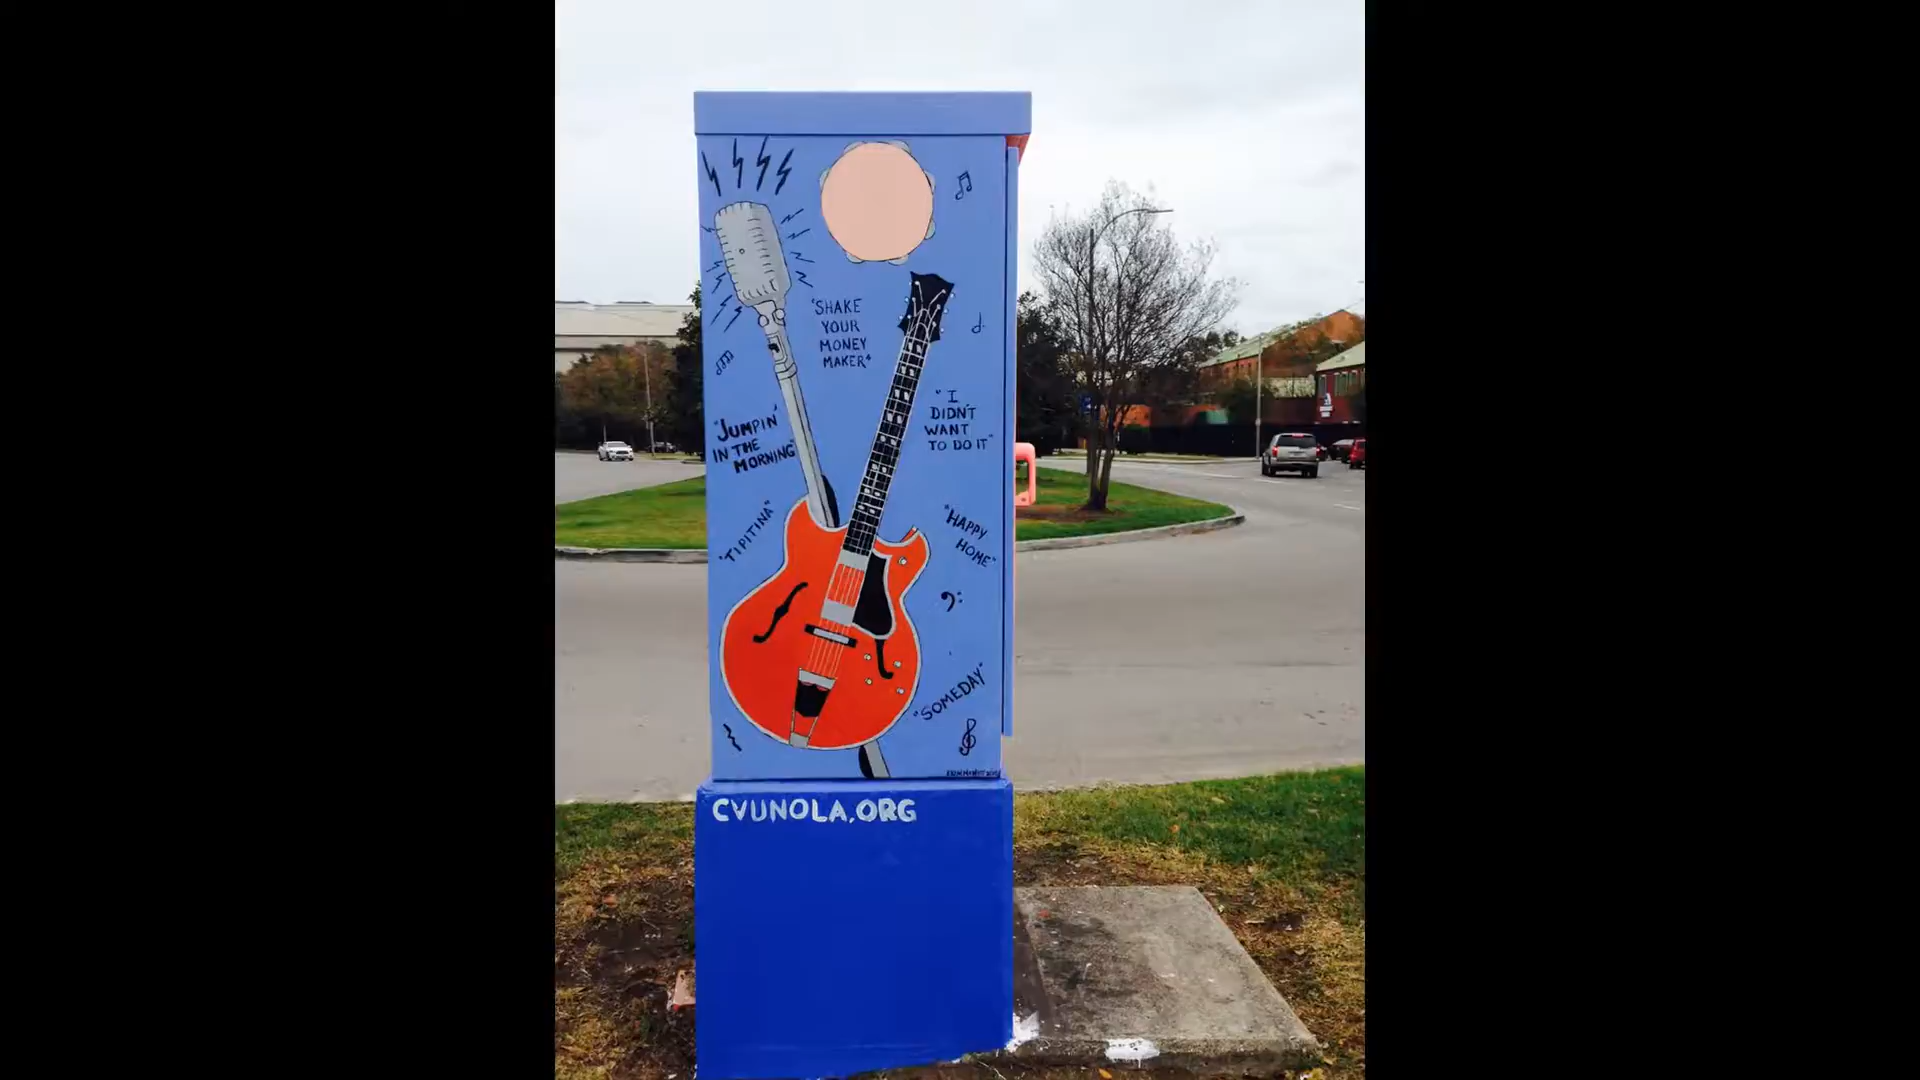 "SHAKE
YOUR
MONEY
MAKER"
"I
DIDN'T
WANT
TO DO IT"
"JUMPIN'
IN THE
MORNING"
"TIPITINA"
"HAPPY
HOME"
"SOMEDAY"
CVUNOLA.ORG